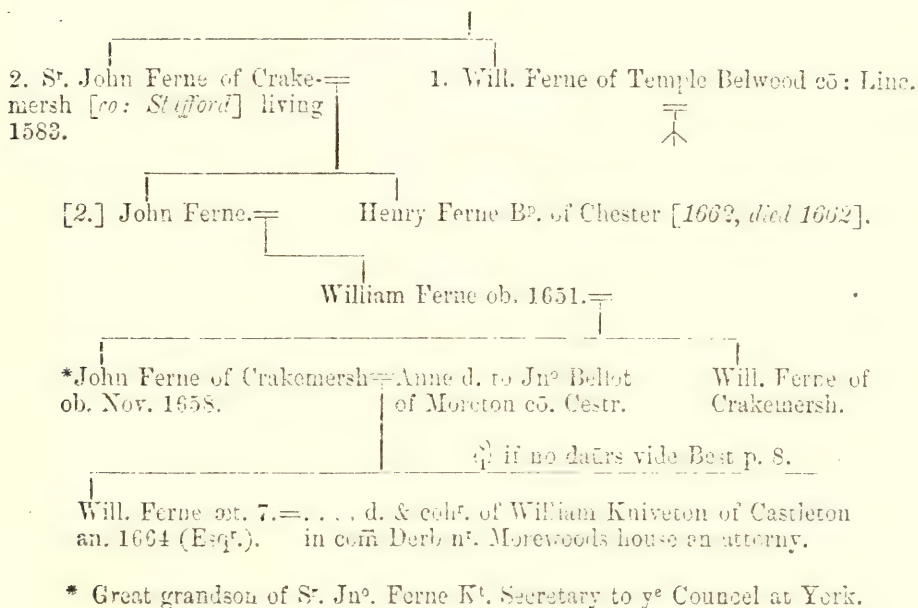 2. Sʳ. John Ferne of Crake-
mersh [co: Stafford] living
1583.
1. Will. Ferne of Temple Belwood cō: Linc.
[2.] John Ferne.
Henry Ferne Bᵖ. of Chester [1662, died 1662].
William Ferne ob. 1651.
*John Ferne of Crakemersh
ob. Nov. 1658.
Anne d. to Jnᵒ Bellot
of Moreton cō. Cestr.
Will. Ferne of
Crakemersh.
if no daūrs vide Best p. 8.
Will. Ferne æt. 7.=. . . . d. & cohʳ. of William Kniveton of Castleton
an. 1664 (Esqʳ.). in com̄ Derb nʳ. Morewoods house an attorny.
* Great grandson of Sʳ. Jnᵒ. Ferne Kᵗ. Secretary to yᵉ Councel at York.